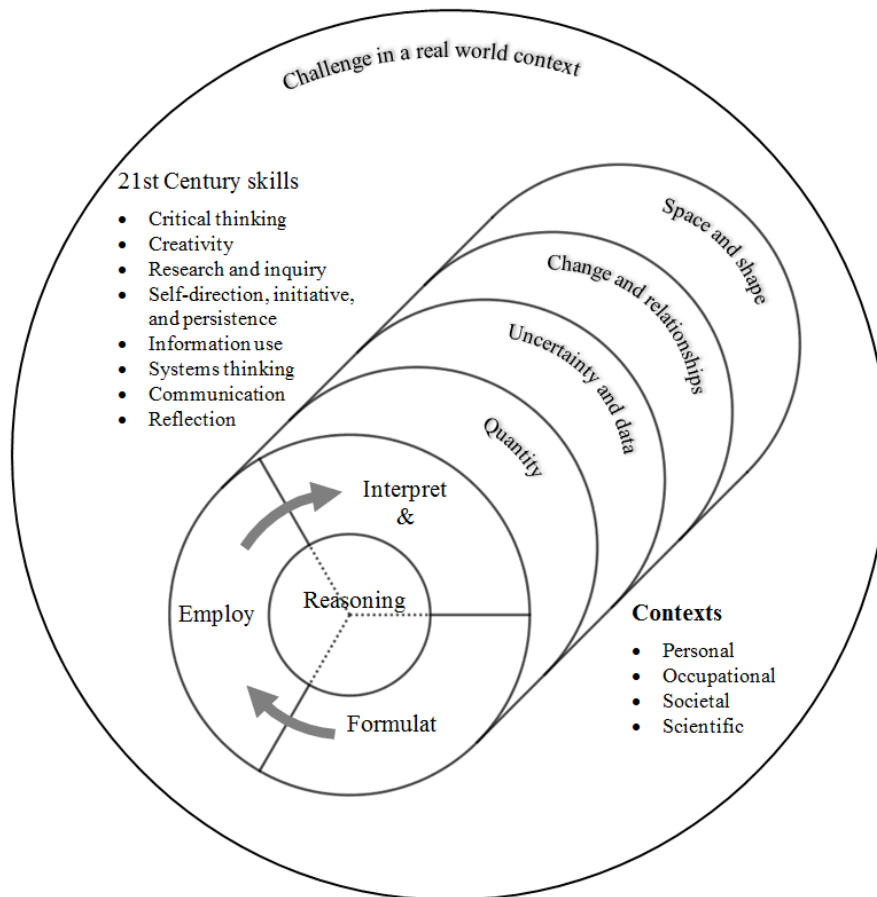 Challenge in a real world context
21st Century skills
• Critical thinking
• Creativity
• Research and inquiry
• Self-direction, initiative,
and persistence
• Information use
• Systems thinking
• Communication
• Reflection
Space and shape
Change and relationships
Uncertainty and data
Quantity
Interpret
&
Reasoning
Employ
Formulat
Contexts
• Personal
• Occupational
• Societal
• Scientific